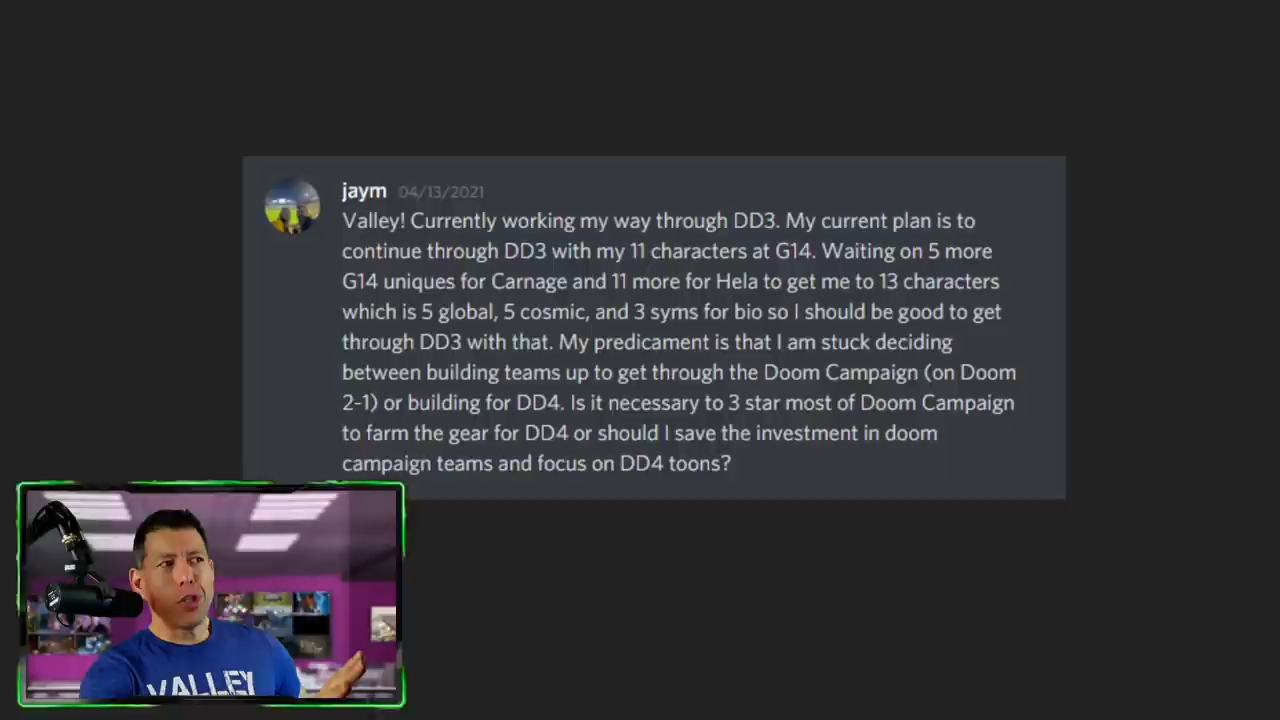 jaym 04/13/2021
Valley! Currently working my way through DD3. My current plan is to
continue through DD3 with my 11 characters at G14. Waiting on 5 more
G14 uniques for Carnage and 11 more for Hela to get me to 13 characters
which is 5 global, 5 cosmic, and 3 syms for bio so I should be good to get
through DD3 with that. My predicament is that I am stuck deciding
between building teams up to get through the Doom Campaign (on Doom
2-1) or building for DD4. Is it necessary to 3 star most of Doom Campaign
to farm the gear for DD4 or should I save the investment in doom
campaign teams and focus on DD4 toons?
VALLEY